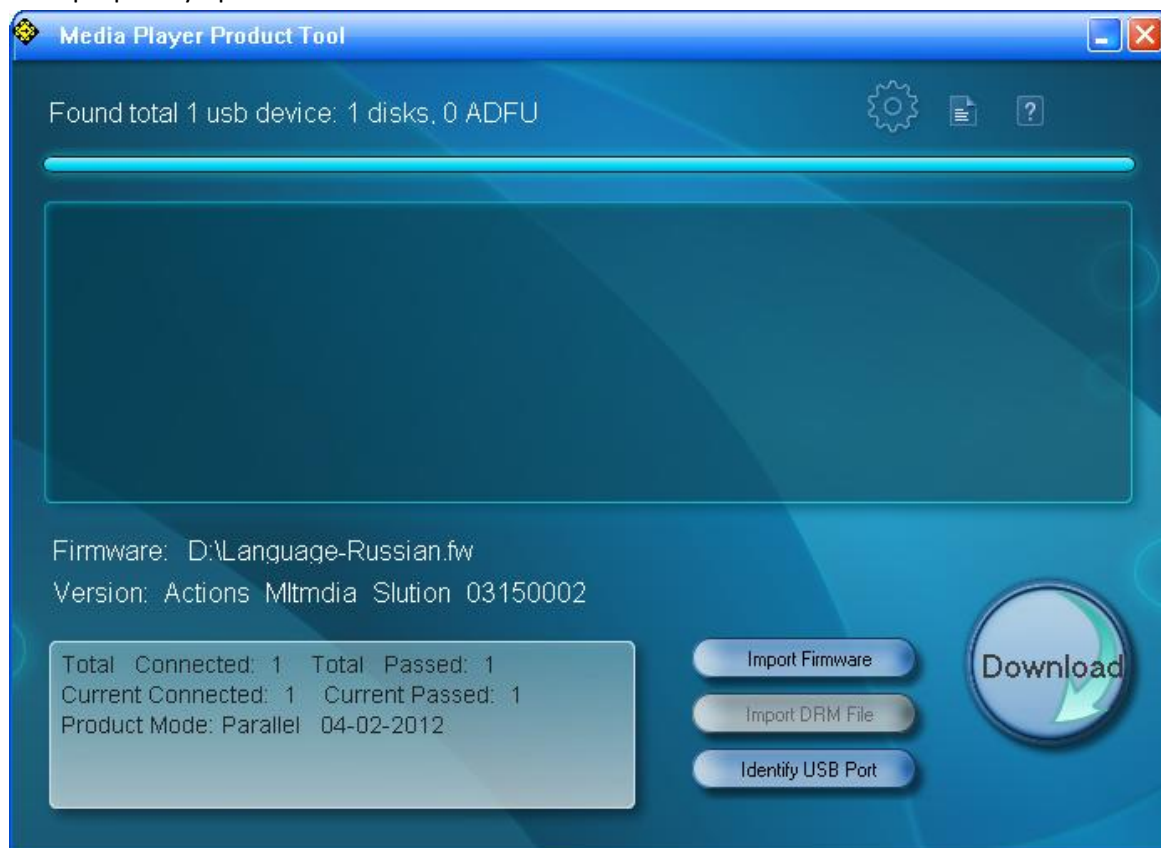 Media Player Product Tool
Found total 1 usb device: 1 disks, 0 ADFU
?
Firmware: D:\Language-Russian.fw
Version: Actions Mltmdia Slution 03150002
Total Connected: 1 Total Passed: 1
Current Connected: 1 Current Passed: 1
Product Mode: Parallel 04-02-2012
Import Firmware
Import DRM File
Identify USB Port
Download